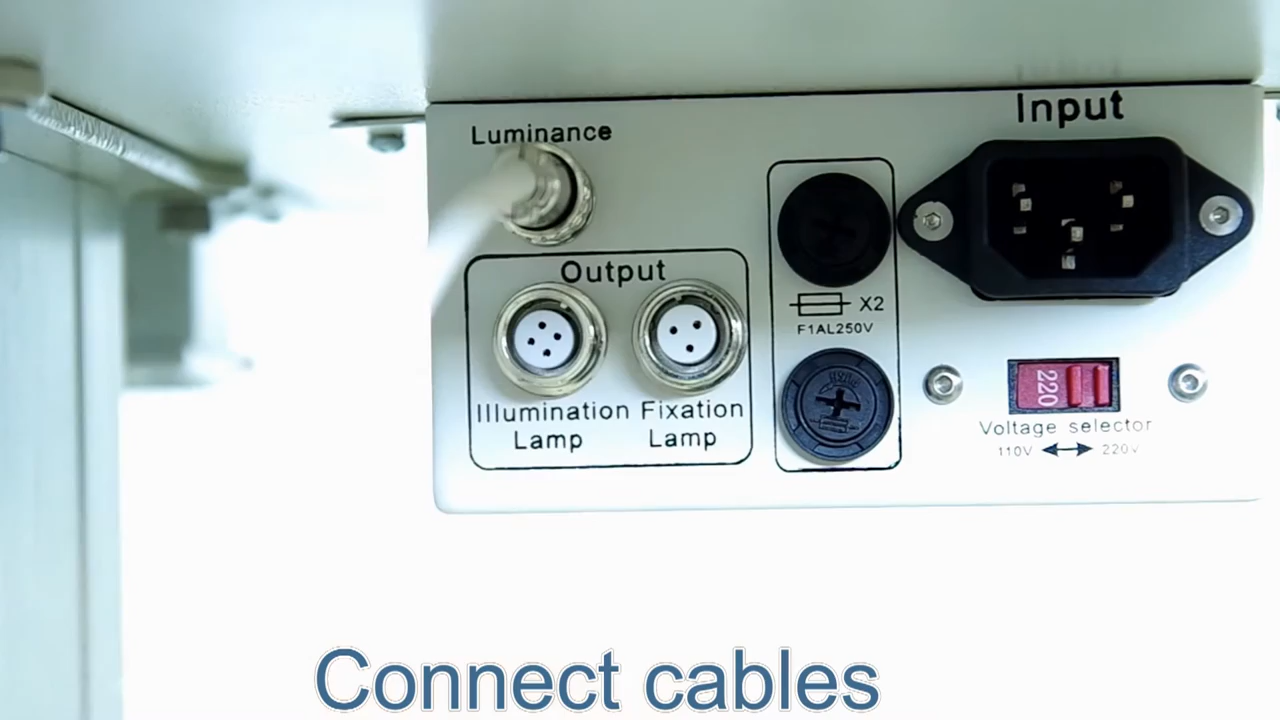 Luminance
Input
Output
X2
F1AL250V
Illumination Lamp
Fixation Lamp
220
Voltage selector
110V 220V
Connect cables